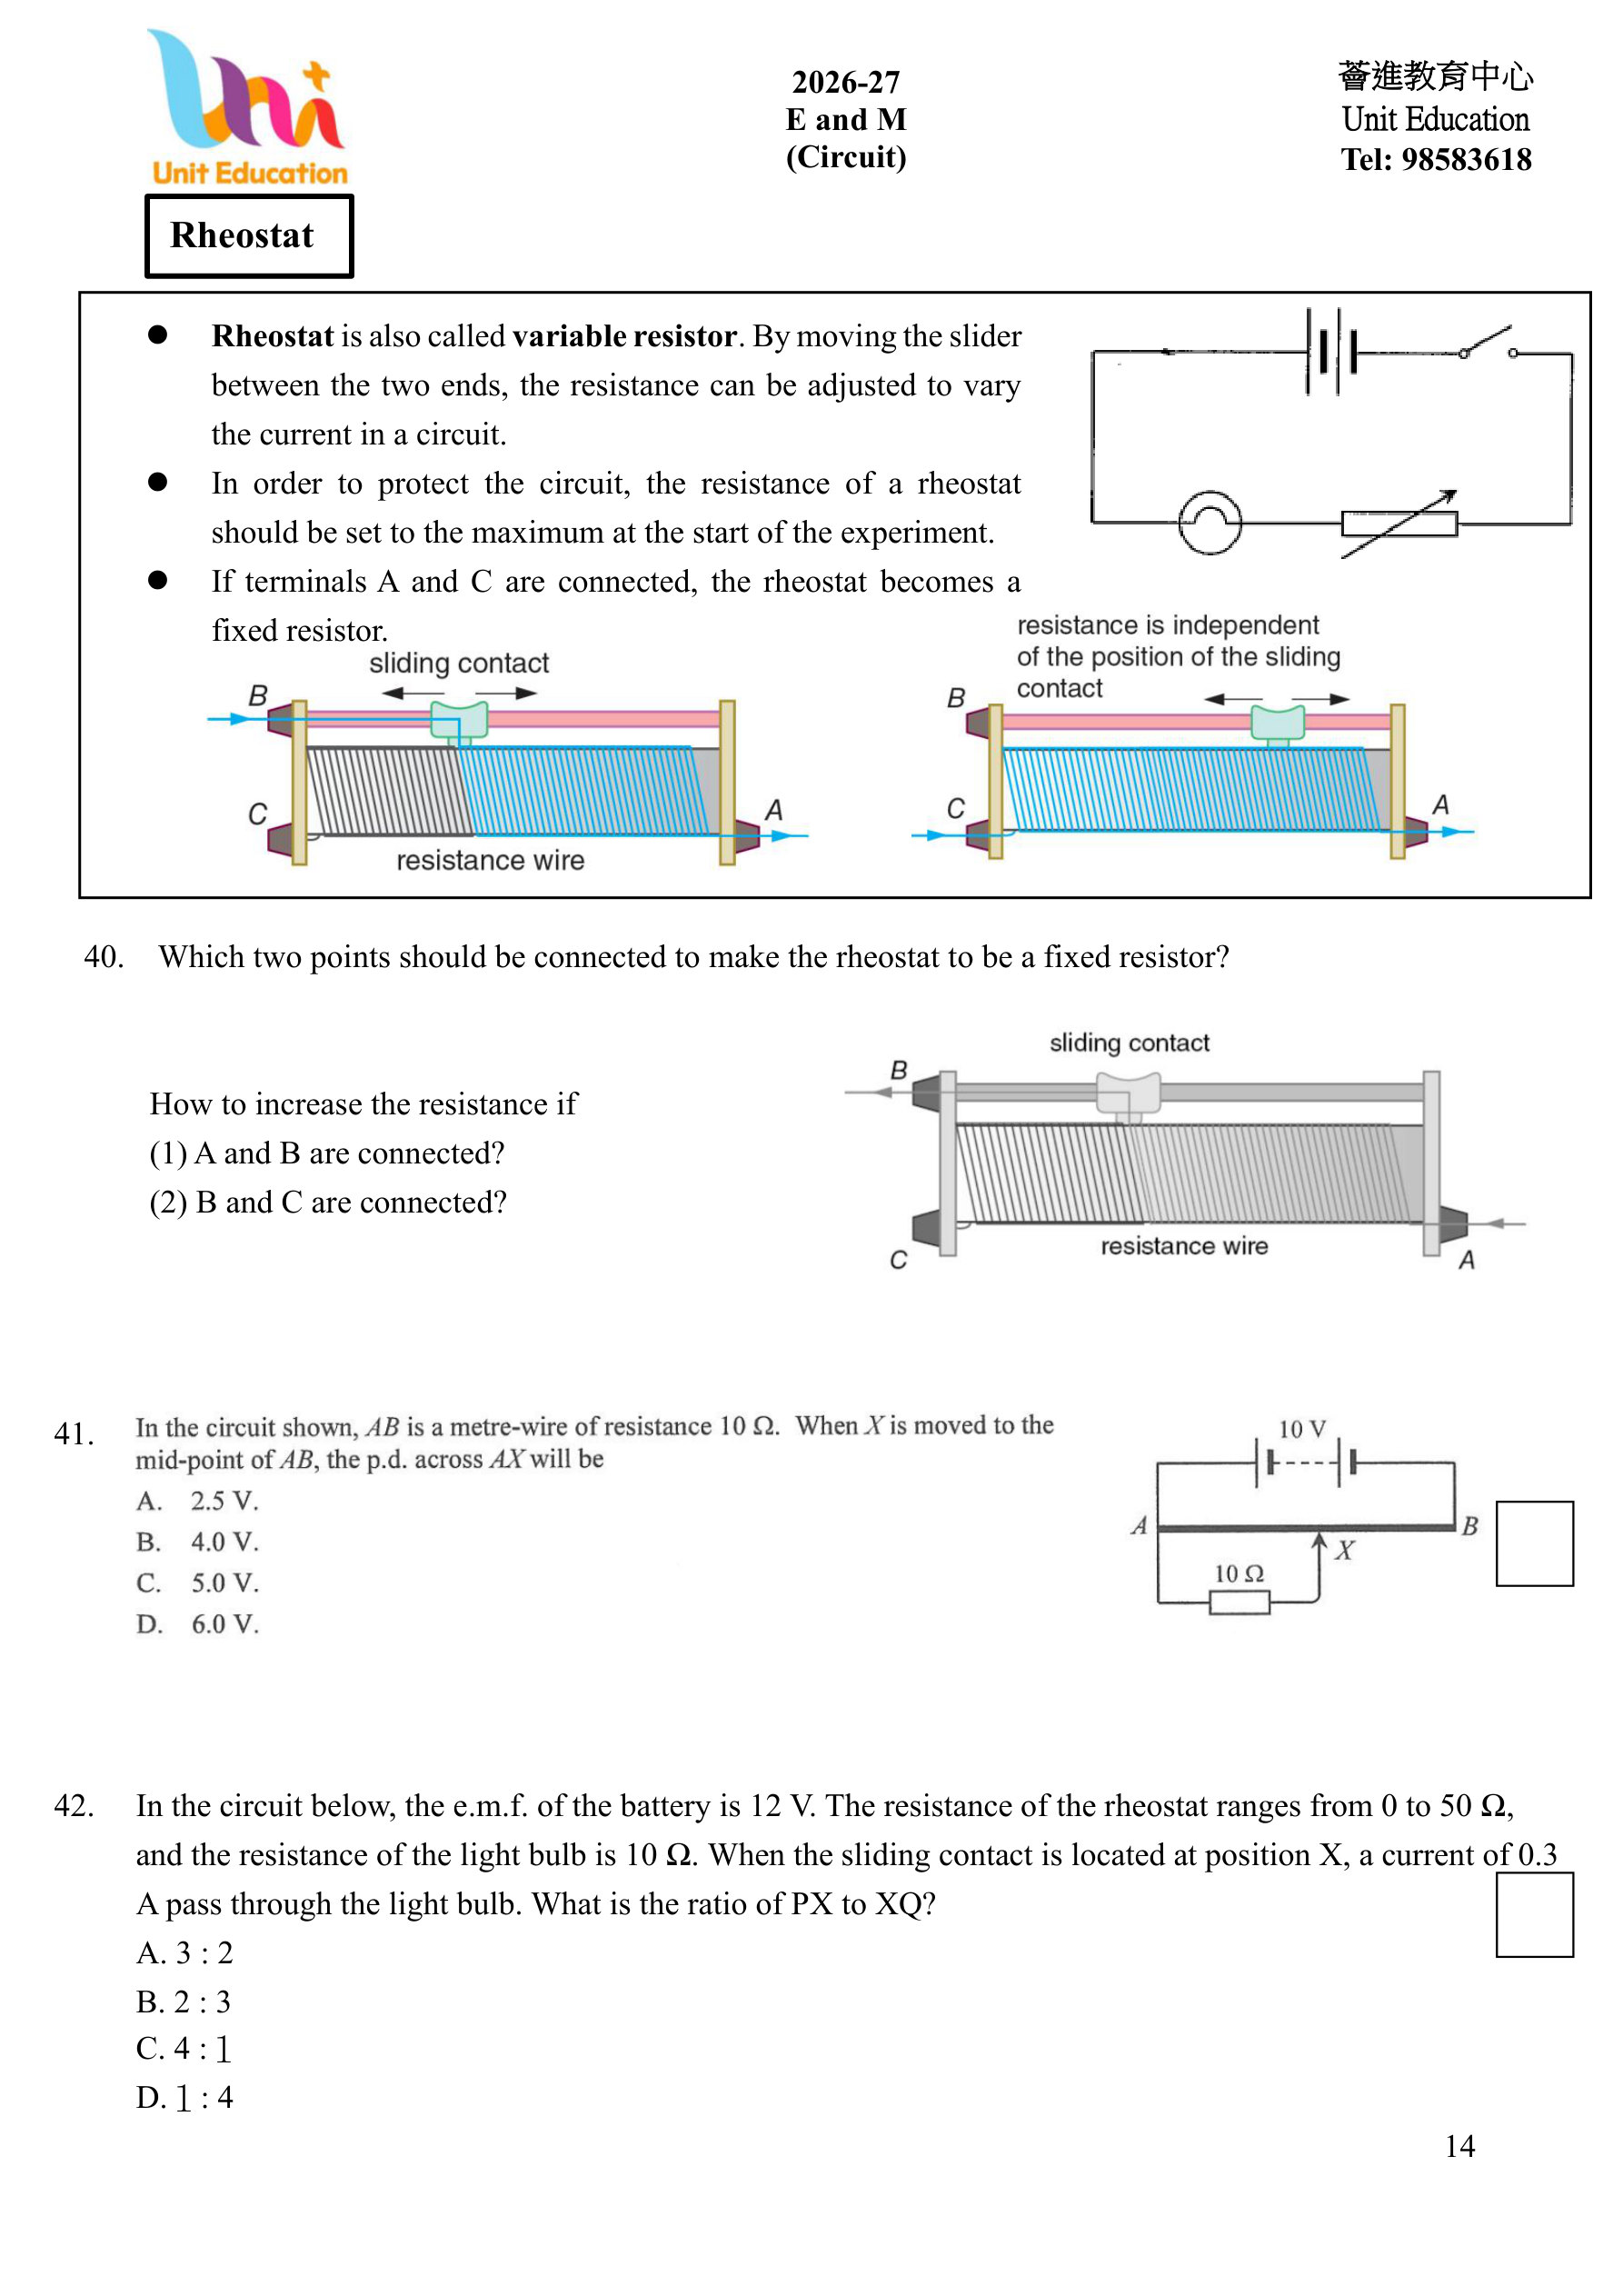 Unit Education
2026-27
E and M
(Circuit)
薈進教育中心
Unit Education
Tel: 98583618
Rheostat
● Rheostat is also called variable resistor. By moving the slider
between the two ends, the resistance can be adjusted to vary
the current in a circuit.
● In order to protect the circuit, the resistance of a rheostat
should be set to the maximum at the start of the experiment.
● If terminals A and C are connected, the rheostat becomes a
fixed resistor.
sliding contact
B
C
A
resistance wire
resistance is independent
of the position of the sliding
contact
B
C
A
40. Which two points should be connected to make the rheostat to be a fixed resistor?
How to increase the resistance if
(1) A and B are connected?
(2) B and C are connected?
sliding contact
B
C
resistance wire
A
41. In the circuit shown, AB is a metre-wire of resistance 10 Ω. When X is moved to the
mid-point of AB, the p.d. across AX will be
A. 2.5 V.
B. 4.0 V.
C. 5.0 V.
D. 6.0 V.
10 V
A
B
X
10 Ω
42. In the circuit below, the e.m.f. of the battery is 12 V. The resistance of the rheostat ranges from 0 to 50 Ω,
and the resistance of the light bulb is 10 Ω. When the sliding contact is located at position X, a current of 0.3
A pass through the light bulb. What is the ratio of PX to XQ?
A. 3 : 2
B. 2 : 3
C. 4 : 1
D. 1 : 4
14